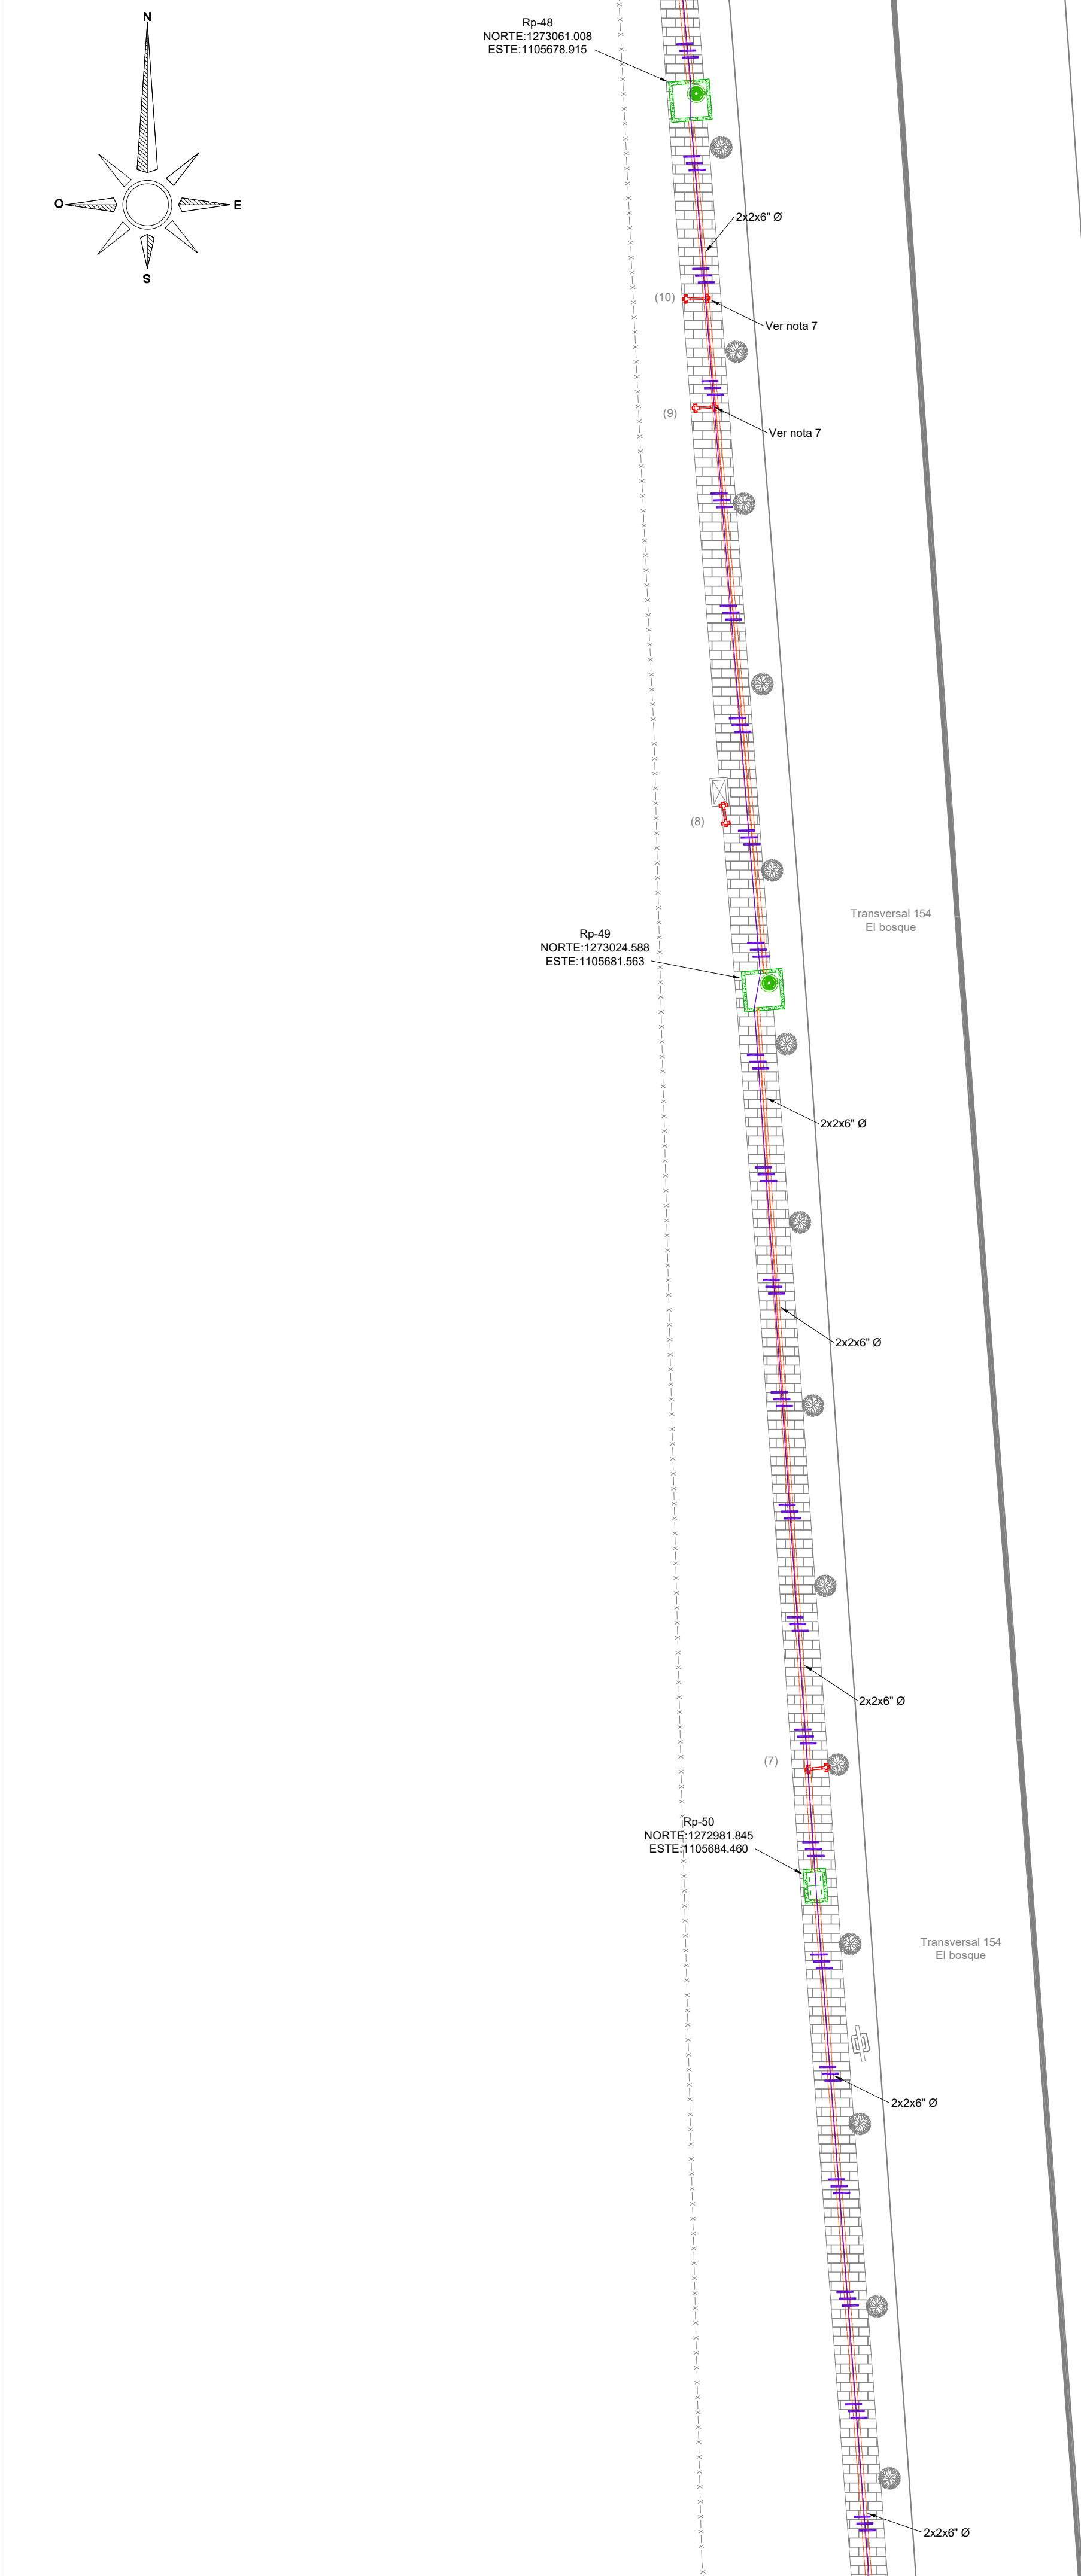 N
O
E
S
Rp-48
NORTE:1273061.008
ESTE:1105678.915
2x2x6" Ø
(10)
Ver nota 7
(9)
Ver nota 7
(8)
Transversal 154
El bosque
Rp-49
NORTE:1273024.588
ESTE:1105681.563
2x2x6" Ø
2x2x6" Ø
2x2x6" Ø
(7)
Rp-50
NORTE:1272981.845
ESTE:1105684.460
Transversal 154
El bosque
2x2x6" Ø
2x2x6" Ø